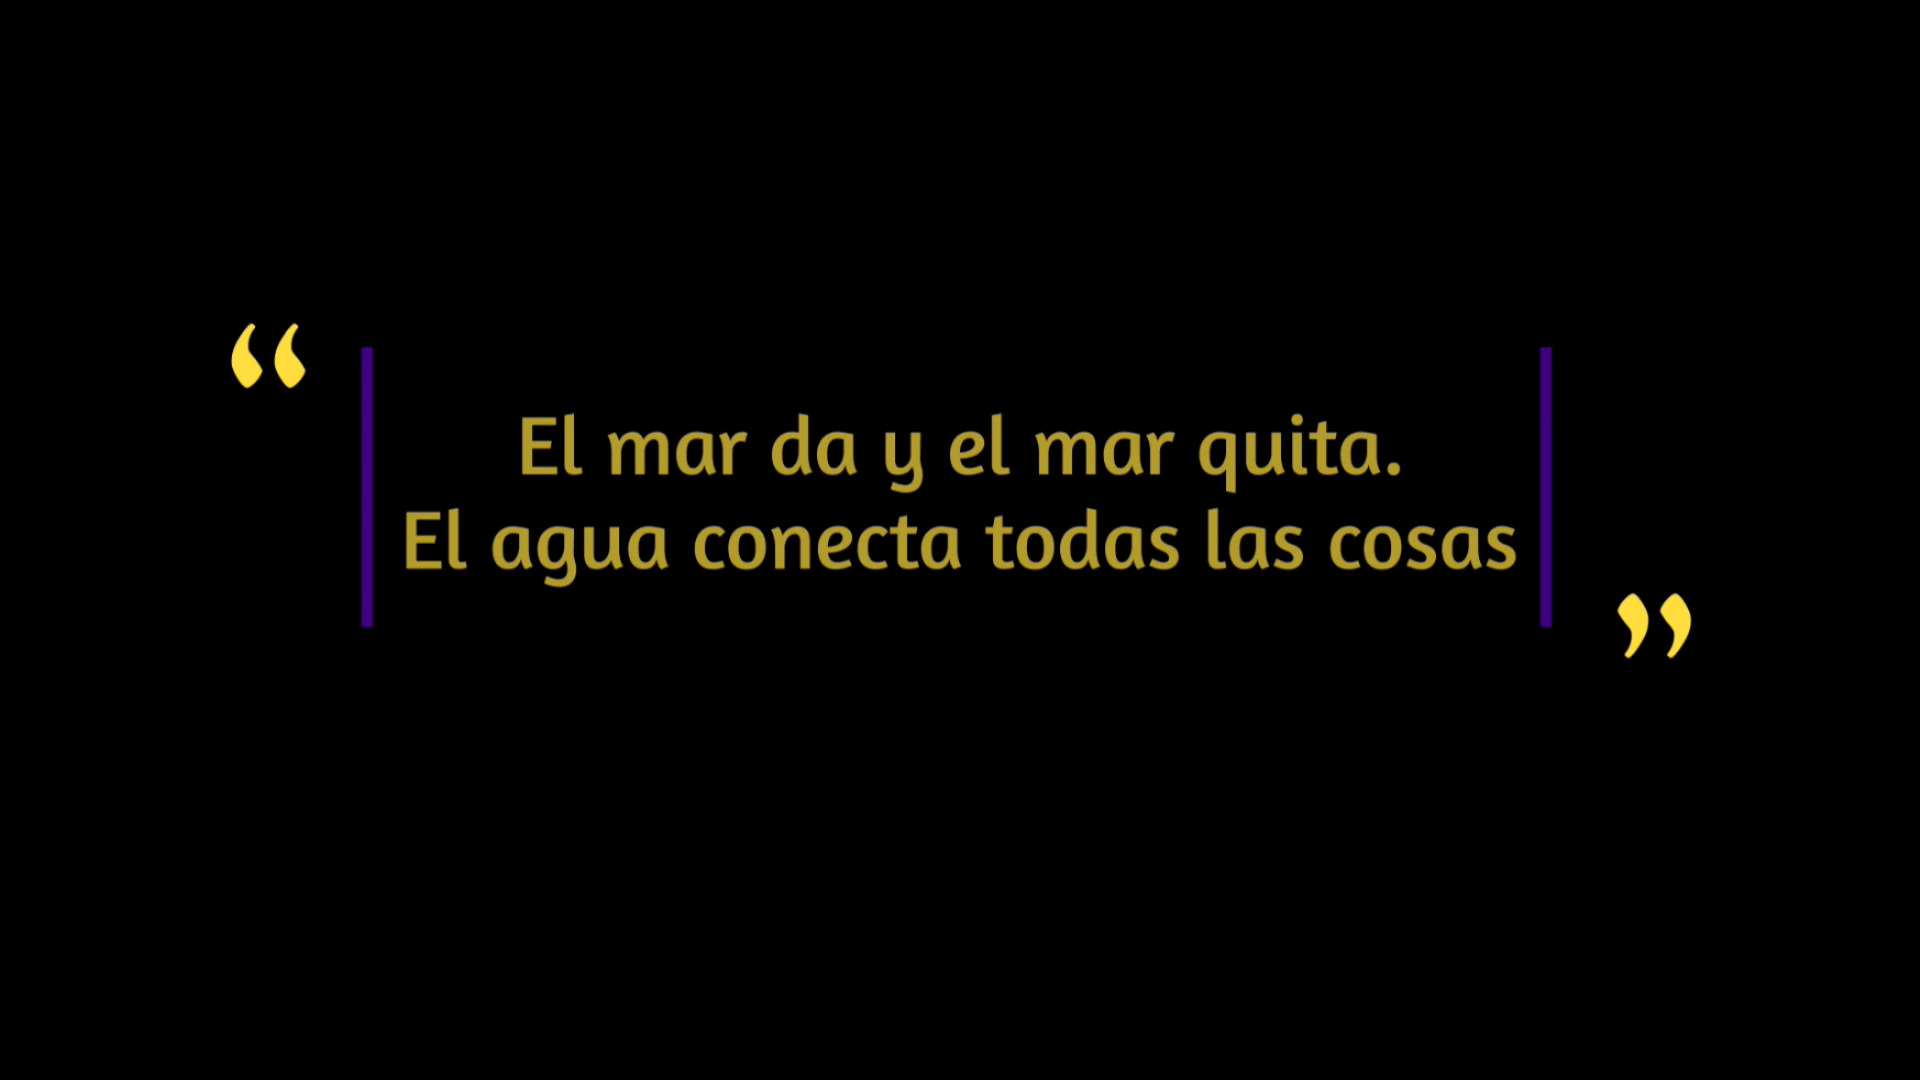 “
El mar da y el mar quita.
El agua conecta todas las cosas
”